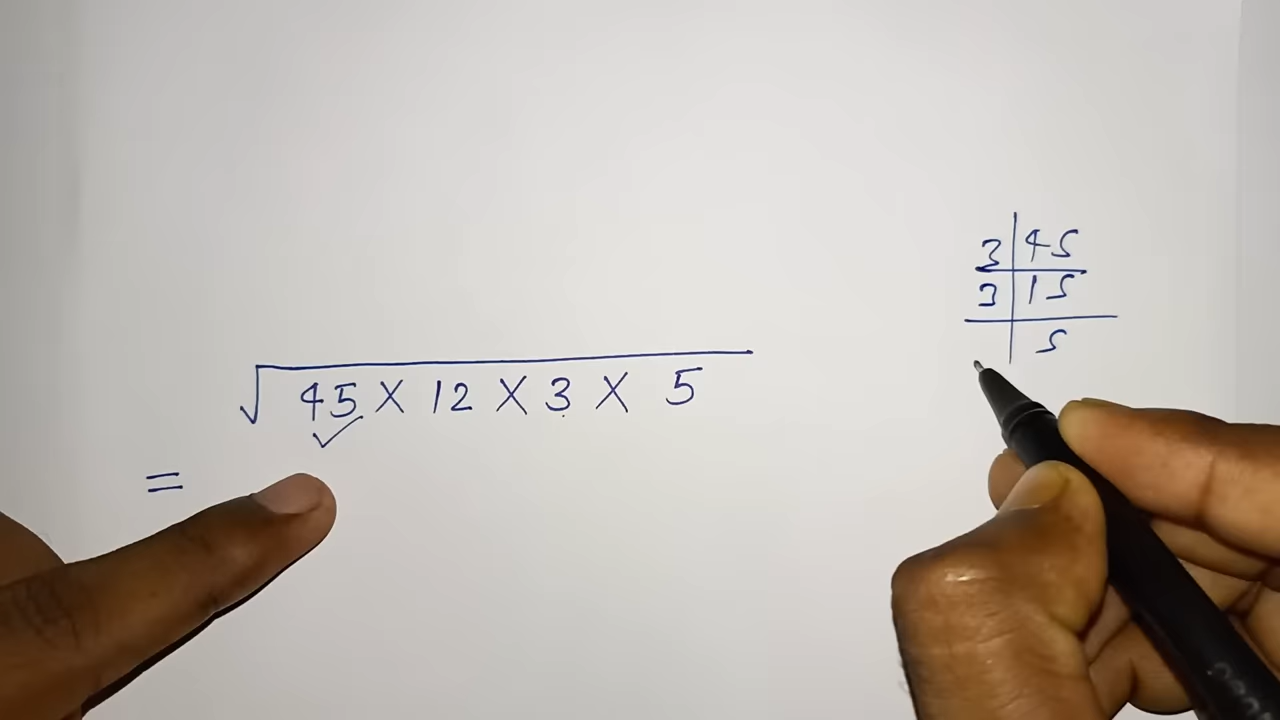 3 | 45
3 | 15
5
√45 X 12 X 3 X 5
=